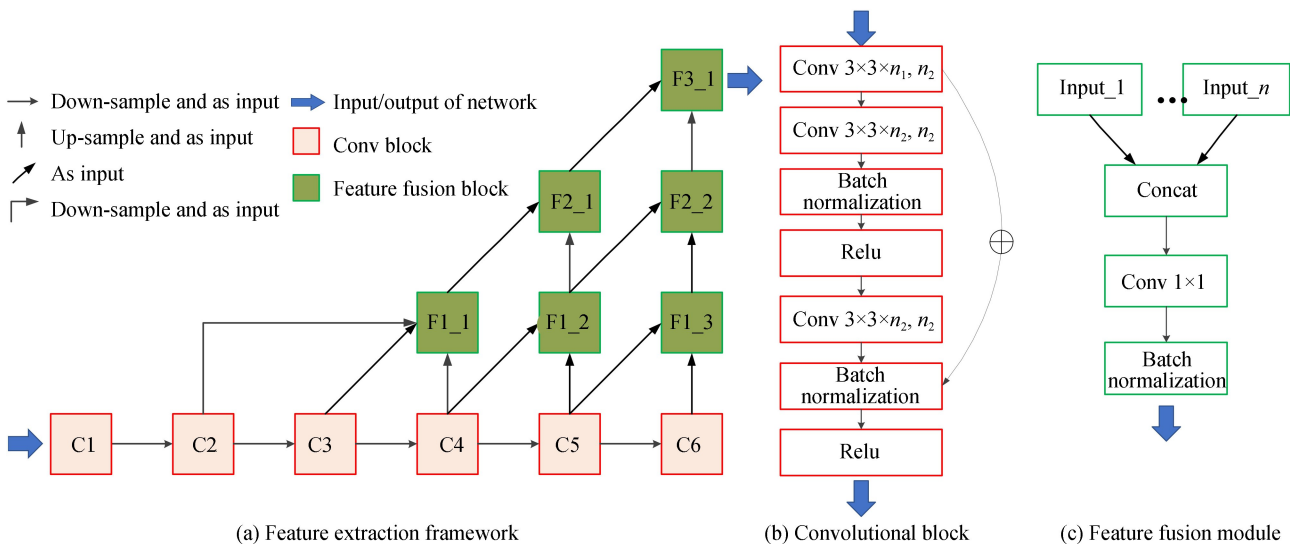 Down-sample and as input
Up-sample and as input
As input
Down-sample and as input
Input/output of network
Conv block
Feature fusion block
F3_1
F2_1
F2_2
F1_1
F1_2
F1_3
C1
C2
C3
C4
C5
C6
(a) Feature extraction framework
Conv 3×3×n₁, n₂
Conv 3×3×n₂, n₂
Batch
normalization
Relu
Conv 3×3×n₂, n₂
Batch
normalization
Relu
(b) Convolutional block
Input_1
•••
Input_n
Concat
Conv 1×1
Batch
normalization
(c) Feature fusion module